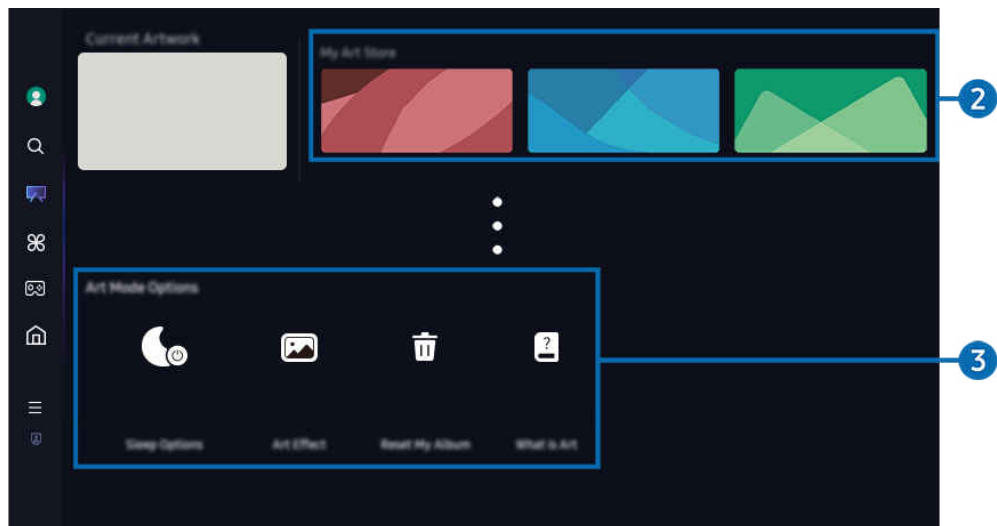 Current Artwork
My Art Store
2
Art Mode Options
3
Sleep Options Art Effect Reset My Album What is Art